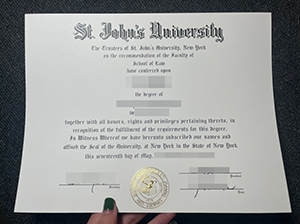 St. John's University
The Trustees of St. John's University, New York
on the recommendation of the Faculty of
School of Law
have conferred upon
the degree of
together with all honors, rights and privileges pertaining thereto, in
recognition of the fulfillment of the requirements for this degree.
In Witness Whereof we have hereunto subscribed our names and
affixed the Seal of the University, at New York in the State of New York
this seventeenth day of May,
President